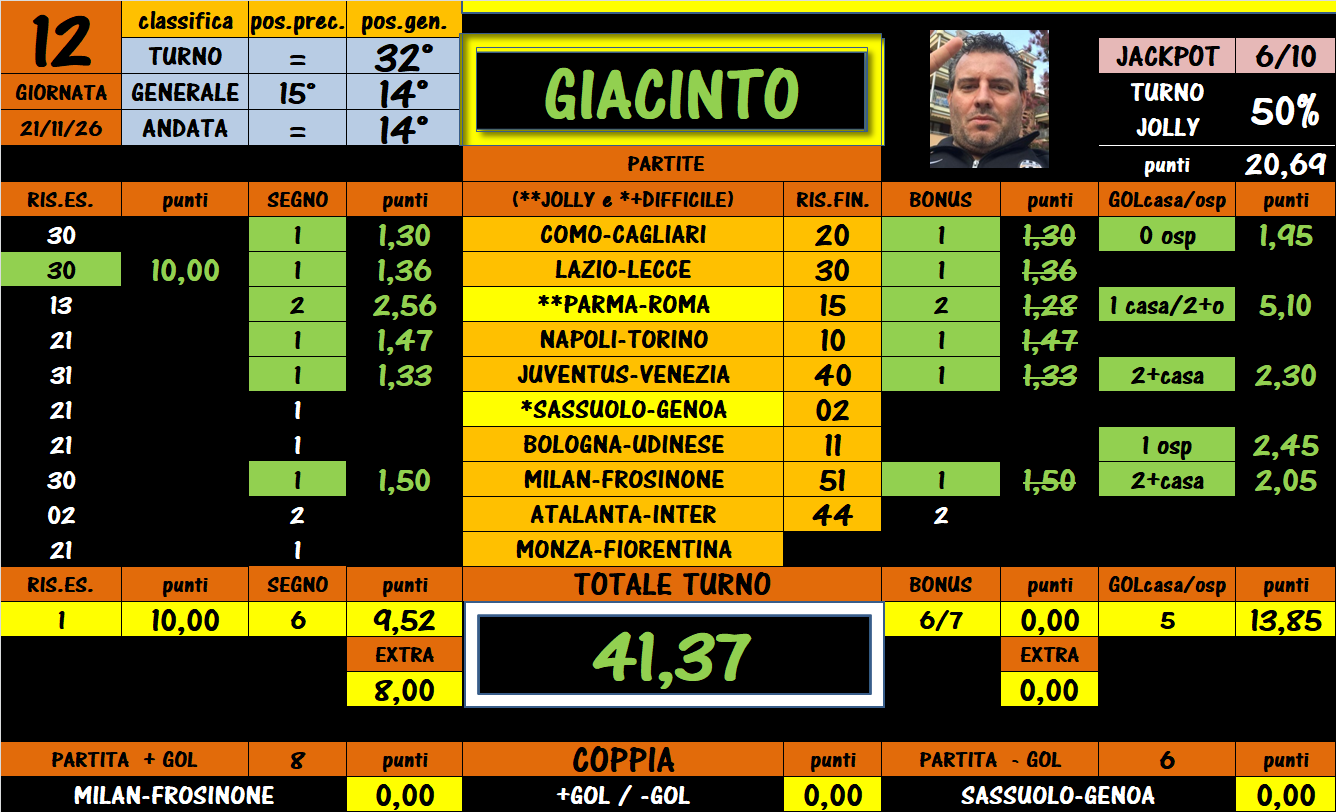 12 classifica pos.prec. pos.gen.
TURNO = 32°
GIORNATA GENERALE 15° 14°
21/11/26 ANDATA = 14°
GIACINTO
JACKPOT 6/10
TURNO JOLLY 50%
punti 20,69
PARTITE
RIS.ES. punti SEGNO punti (**JOLLY e *+DIFFICILE) RIS.FIN. BONUS punti GOLcasa/osp punti
30 1 1,30 COMO-CAGLIARI 20 1 1,30 0 osp 1,95
30 10,00 1 1,36 LAZIO-LECCE 30 1 1,36
13 2 2,56 **PARMA-ROMA 15 2 1,28 1 casa/2+o 5,10
21 1 1,47 NAPOLI-TORINO 10 1 1,47
31 1 1,33 JUVENTUS-VENEZIA 40 1 1,33 2+casa 2,30
21 1 *SASSUOLO-GENOA 02
21 1 BOLOGNA-UDINESE 11 1 osp 2,45
30 1 1,50 MILAN-FROSINONE 51 1 1,50 2+casa 2,05
02 2 ATALANTA-INTER 44 2
21 1 MONZA-FIORENTINA
RIS.ES. punti SEGNO punti TOTALE TURNO BONUS punti GOLcasa/osp punti
1 10,00 6 9,52 41,37 6/7 0,00 5 13,85
EXTRA EXTRA
8,00 0,00
PARTITA + GOL 8 punti COPPIA punti PARTITA - GOL 6 punti
MILAN-FROSINONE 0,00 +GOL / -GOL 0,00 SASSUOLO-GENOA 0,00